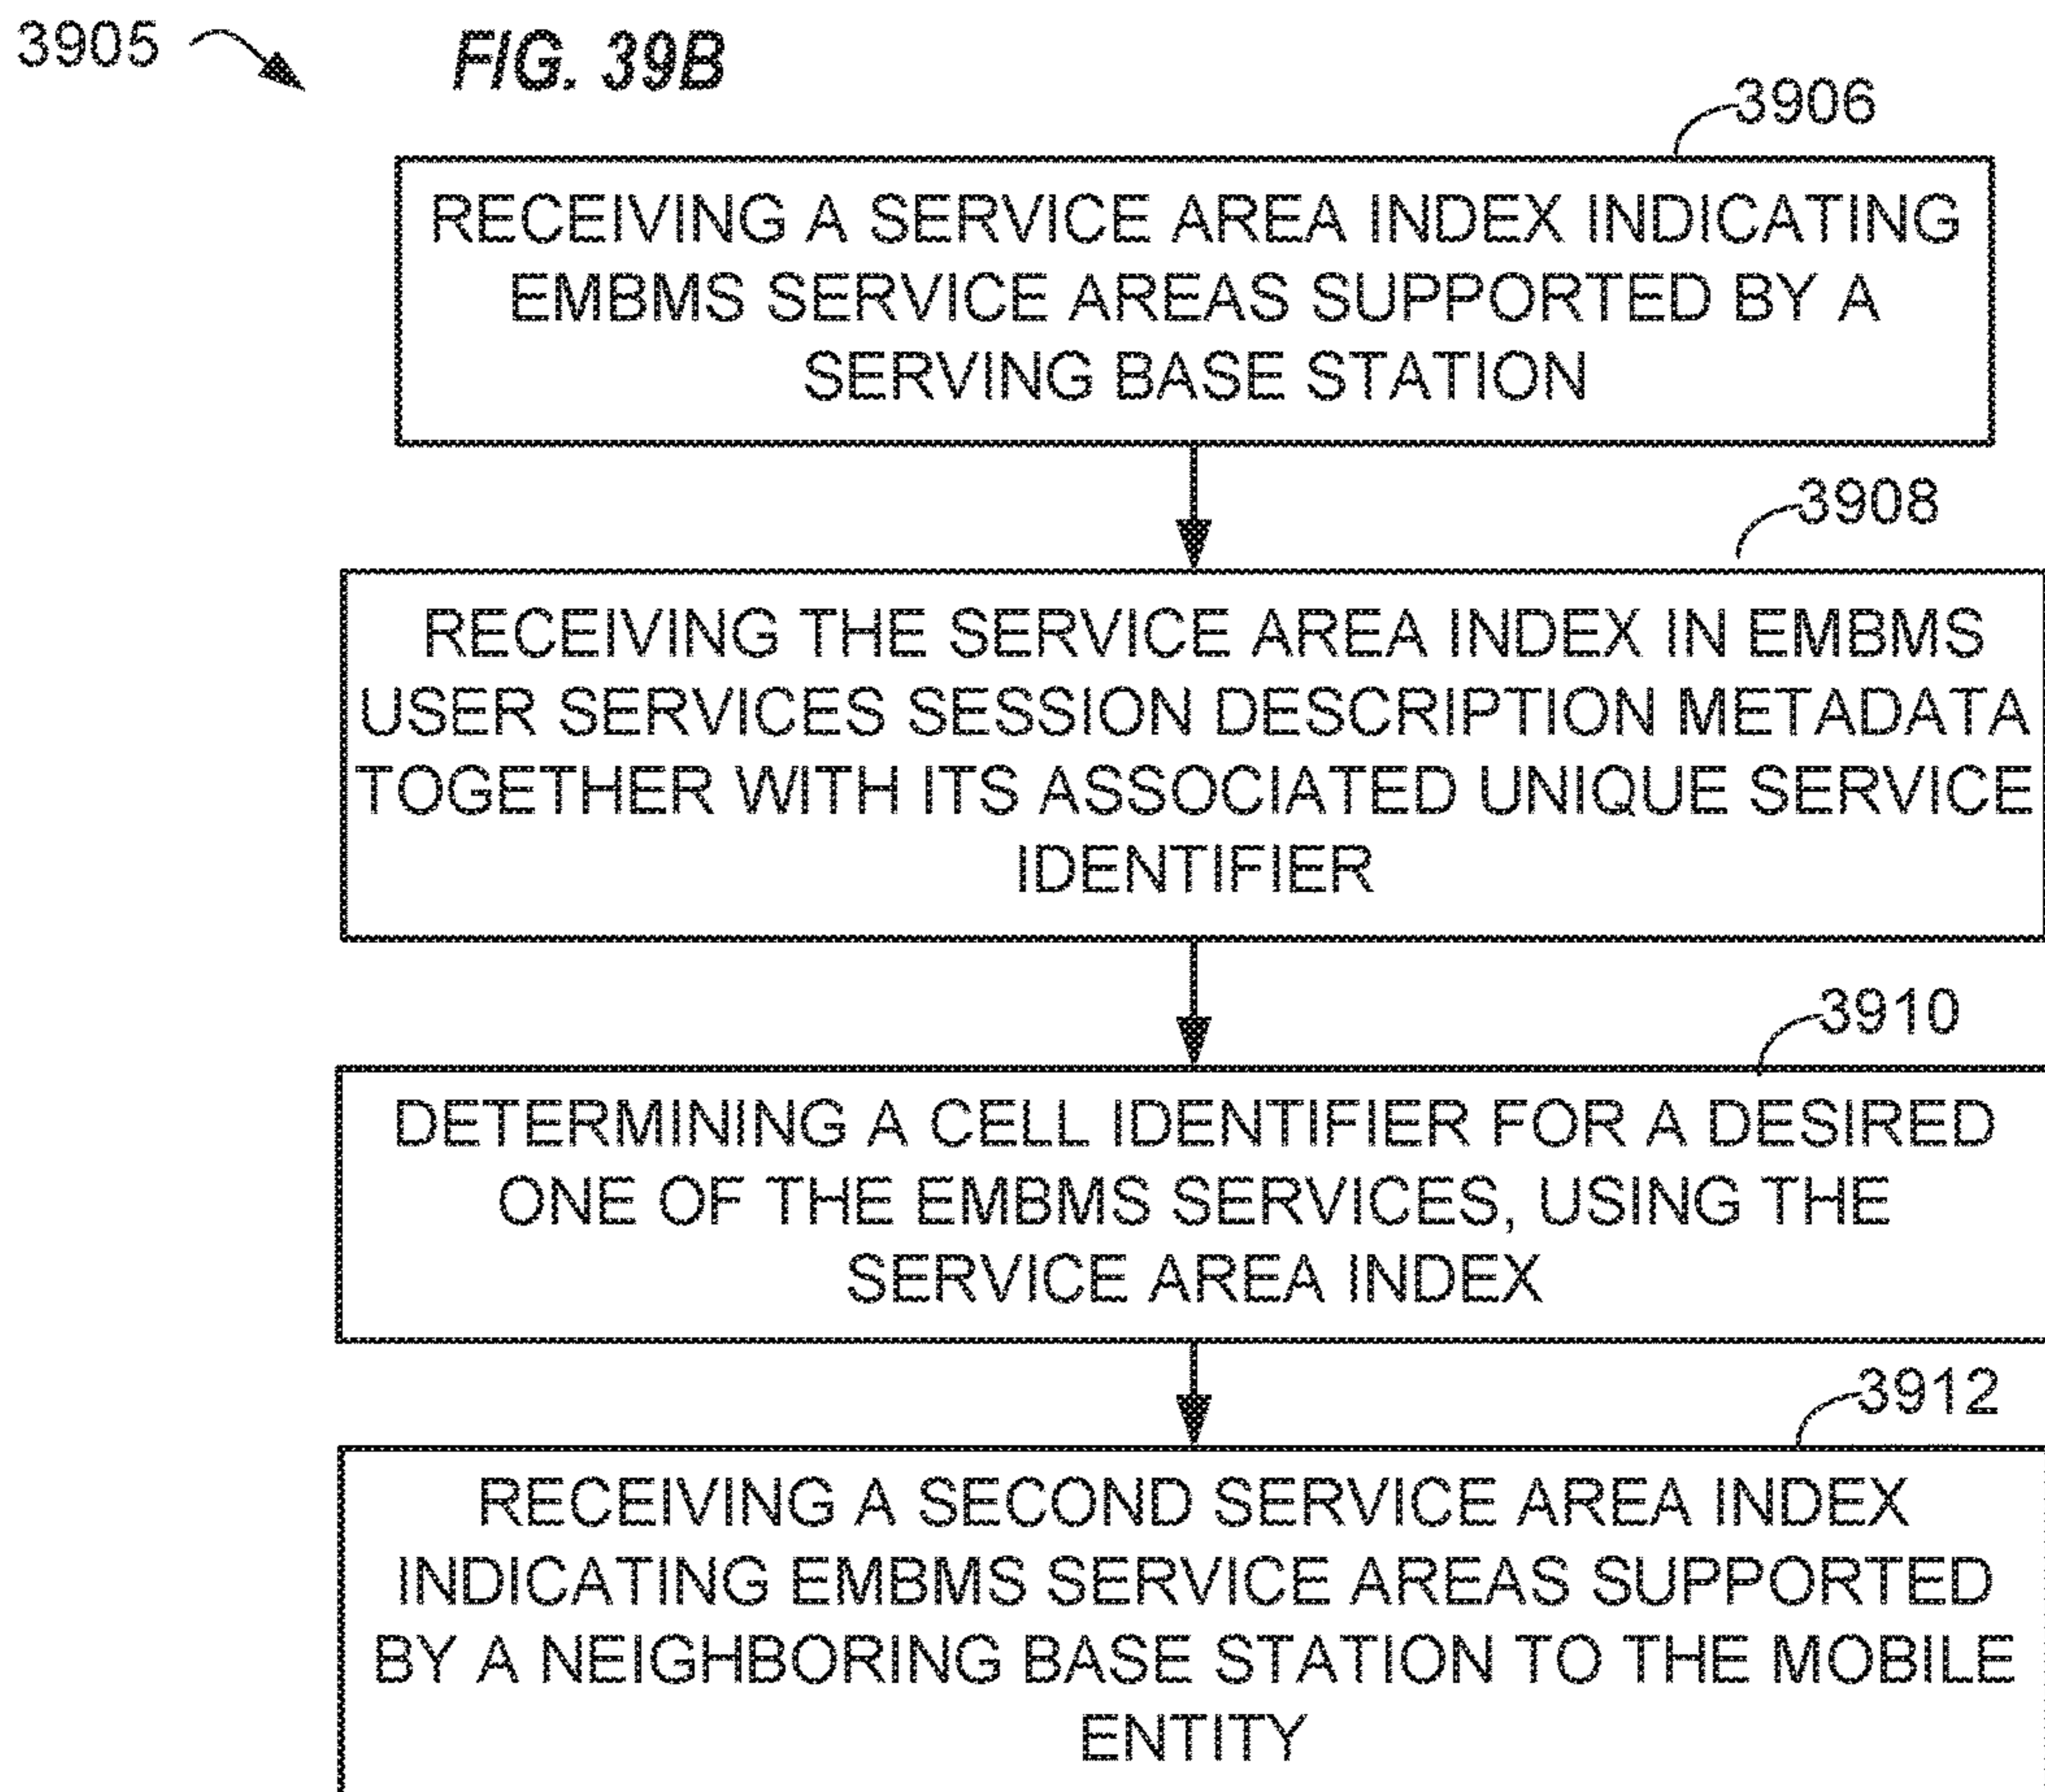 3905
FIG. 39B
3906
RECEIVING A SERVICE AREA INDEX INDICATING
EMBMS SERVICE AREAS SUPPORTED BY A
SERVING BASE STATION
3908
RECEIVING THE SERVICE AREA INDEX IN EMBMS
USER SERVICES SESSION DESCRIPTION METADATA
TOGETHER WITH ITS ASSOCIATED UNIQUE SERVICE
IDENTIFIER
3910
DETERMINING A CELL IDENTIFIER FOR A DESIRED
ONE OF THE EMBMS SERVICES, USING THE
SERVICE AREA INDEX
3912
RECEIVING A SECOND SERVICE AREA INDEX
INDICATING EMBMS SERVICE AREAS SUPPORTED
BY A NEIGHBORING BASE STATION TO THE MOBILE
ENTITY